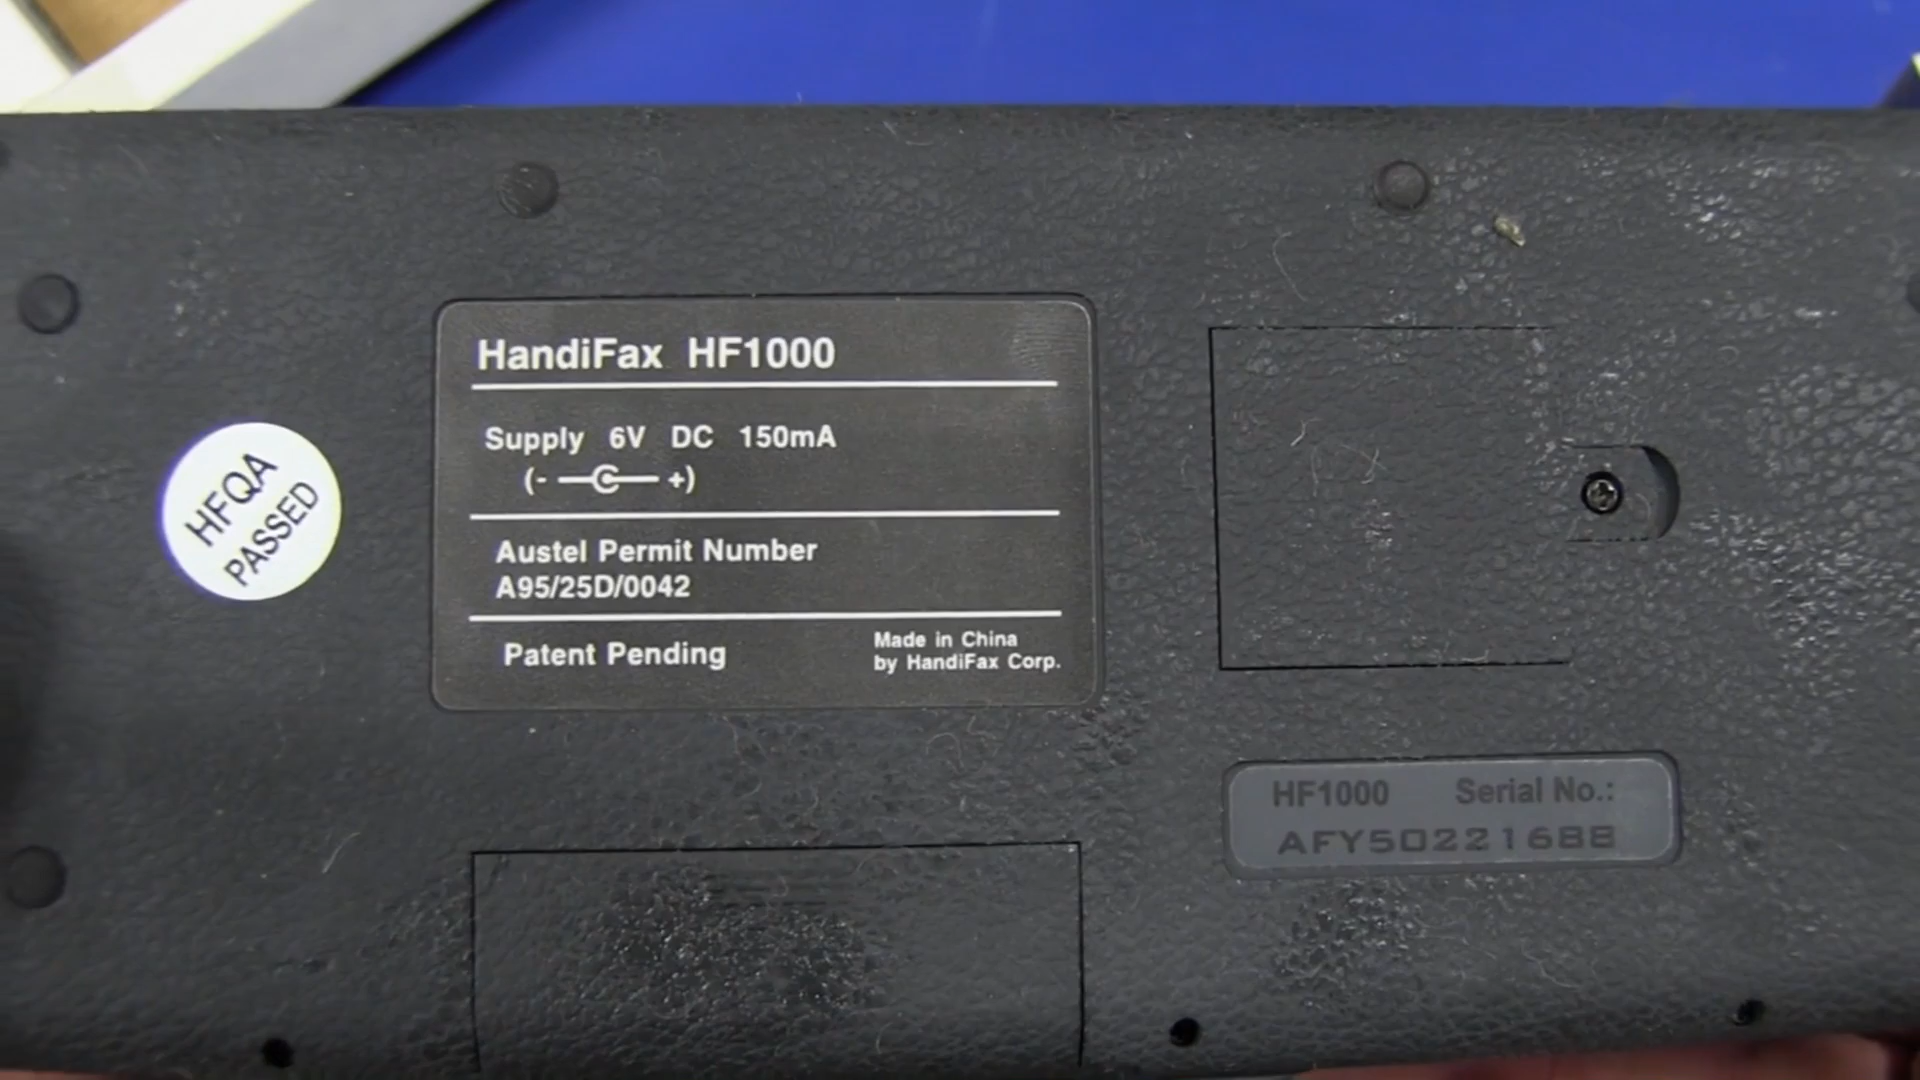 HandiFax HF1000
Supply 6V DC 150mA
(- +)
Austel Permit Number
A95/25D/0042
Patent Pending
Made in China
by HandiFax Corp.
HFQA
PASSED
HF1000 Serial No.:
AFY50221688